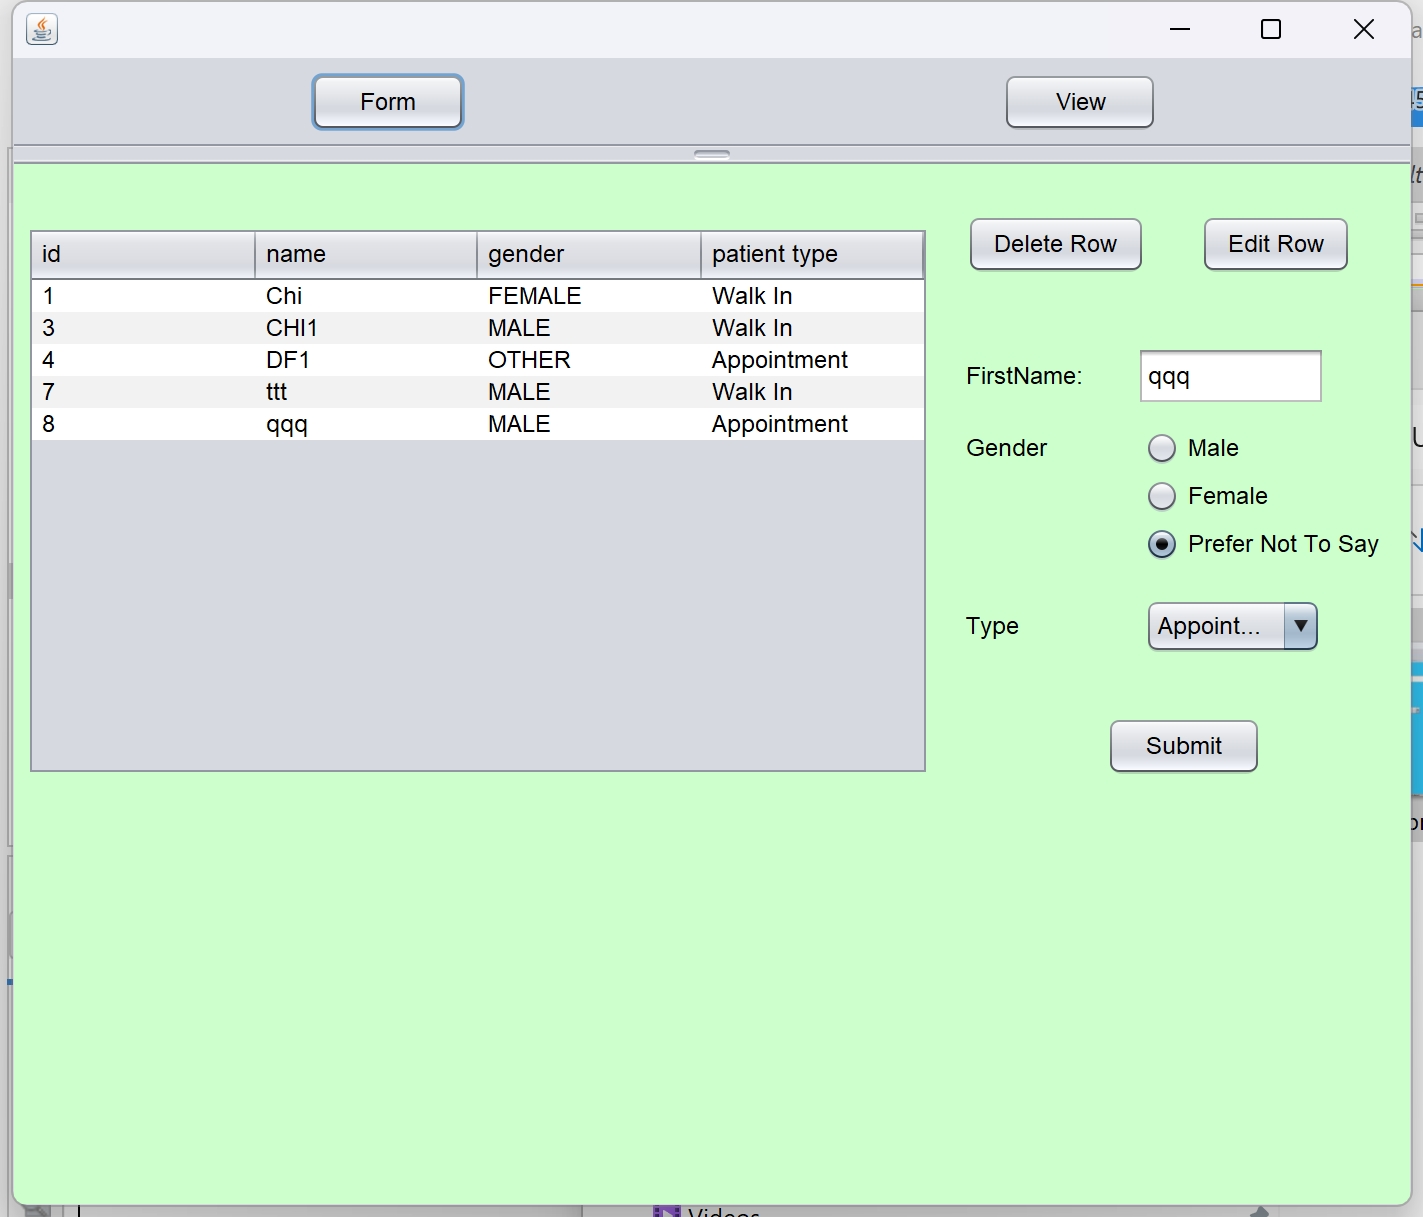 Form View
id name gender patient type
1 Chi FEMALE Walk In
3 CHI1 MALE Walk In
4 DF1 OTHER Appointment
7 ttt MALE Walk In
8 qqq MALE Appointment
Delete Row Edit Row
FirstName: qqq
Gender Male
Female
Prefer Not To Say
Type Appoint...
Submit
Videos